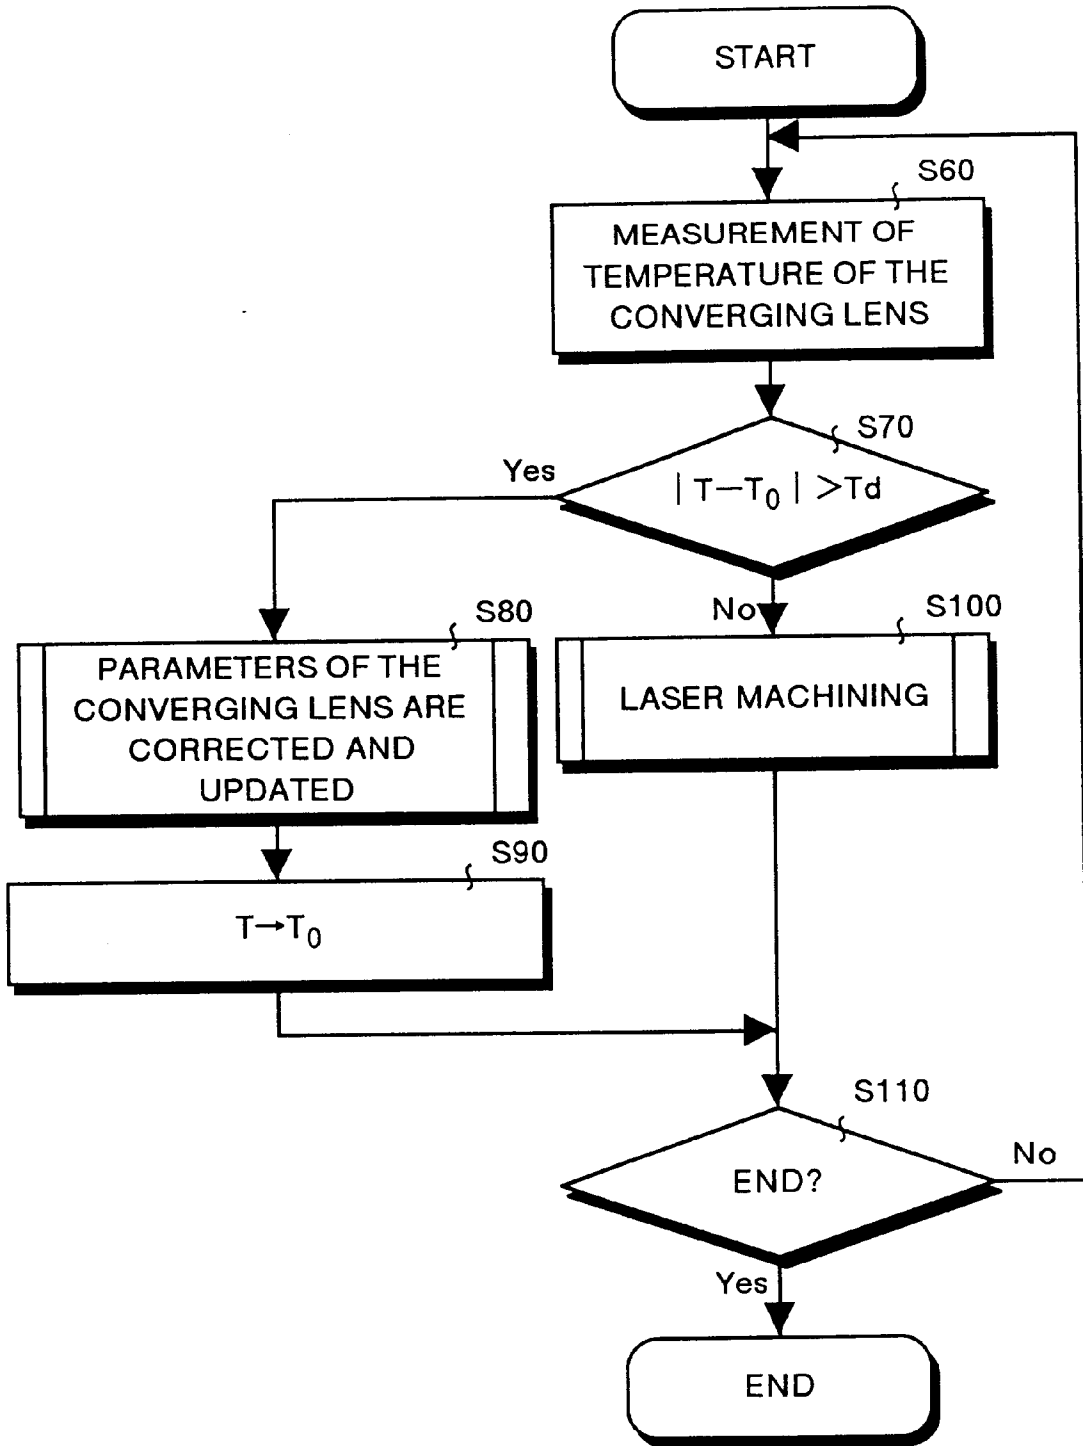 START
S60
MEASUREMENT OF
TEMPERATURE OF THE
CONVERGING LENS
S70
Yes
| T—T₀ | >Td
No
S80
PARAMETERS OF THE
CONVERGING LENS ARE
CORRECTED AND
UPDATED
S100
LASER MACHINING
S90
T→T₀
S110
END?
No
Yes
END